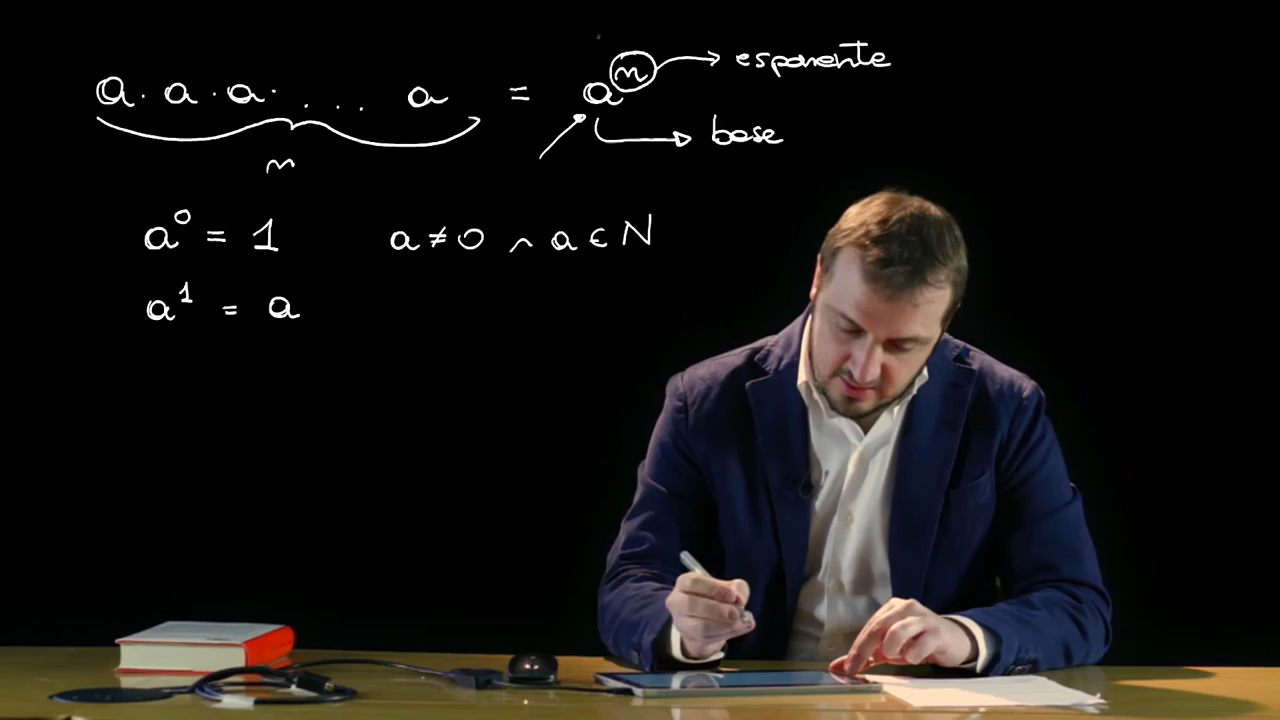 a · a · a · . . . a = aⁿ → esponente
→ base
n
a⁰ = 1 a ≠ 0 ∧ a ∈ N
a¹ = a